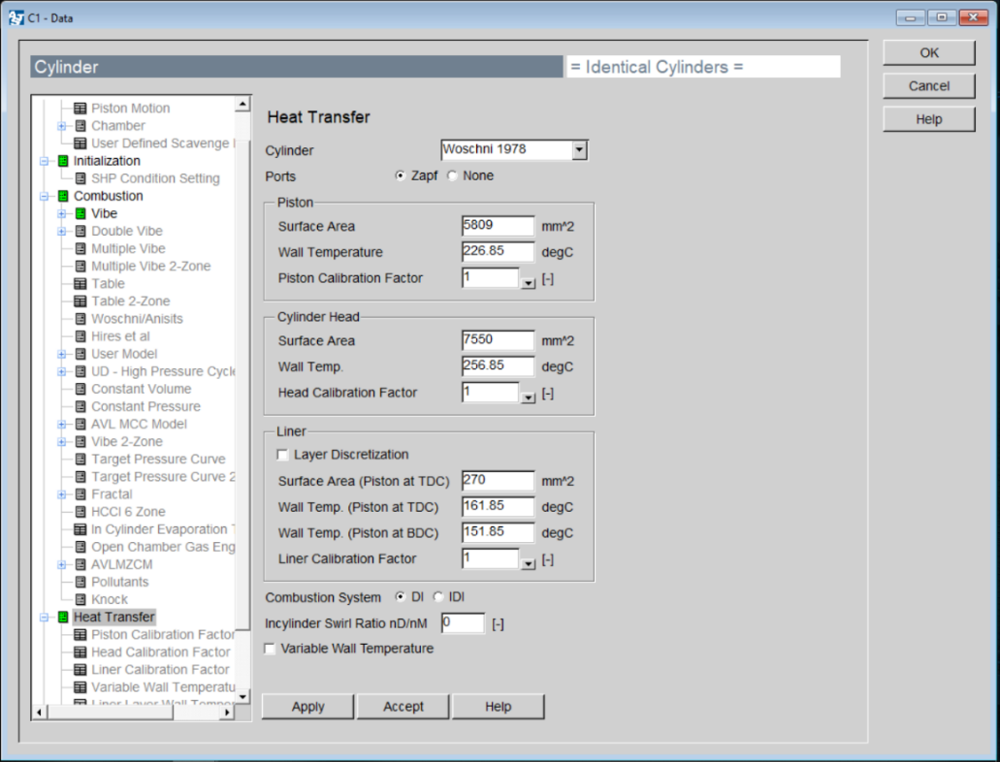 C1 - Data
Cylinder
= Identical Cylinders =
OK
Cancel
Help
Piston Motion
Chamber
User Defined Scavenge
Initialization
SHP Condition Setting
Combustion
Vibe
Double Vibe
Multiple Vibe
Multiple Vibe 2-Zone
Table
Table 2-Zone
Woschni/Anisits
Hires et al
User Model
UD - High Pressure Cycle
Constant Volume
Constant Pressure
AVL MCC Model
Vibe 2-Zone
Target Pressure Curve
Target Pressure Curve 2
Fractal
HCCI 6 Zone
In Cylinder Evaporation
Open Chamber Gas Eng
AVLMZCM
Pollutants
Knock
Heat Transfer
Piston Calibration Factor
Head Calibration Factor
Liner Calibration Factor
Variable Wall Temperatu
Liner Layer Wall Temper
Heat Transfer
Cylinder Woschni 1978
Ports Zapf None
Piston
Surface Area 5809 mm^2
Wall Temperature 226.85 degC
Piston Calibration Factor 1 [-]
Cylinder Head
Surface Area 7550 mm^2
Wall Temp. 256.85 degC
Head Calibration Factor 1 [-]
Liner
Layer Discretization
Surface Area (Piston at TDC) 270 mm^2
Wall Temp. (Piston at TDC) 161.85 degC
Wall Temp. (Piston at BDC) 151.85 degC
Liner Calibration Factor 1 [-]
Combustion System DI IDI
Incylinder Swirl Ratio nD/nM 0 [-]
Variable Wall Temperature
Apply Accept Help